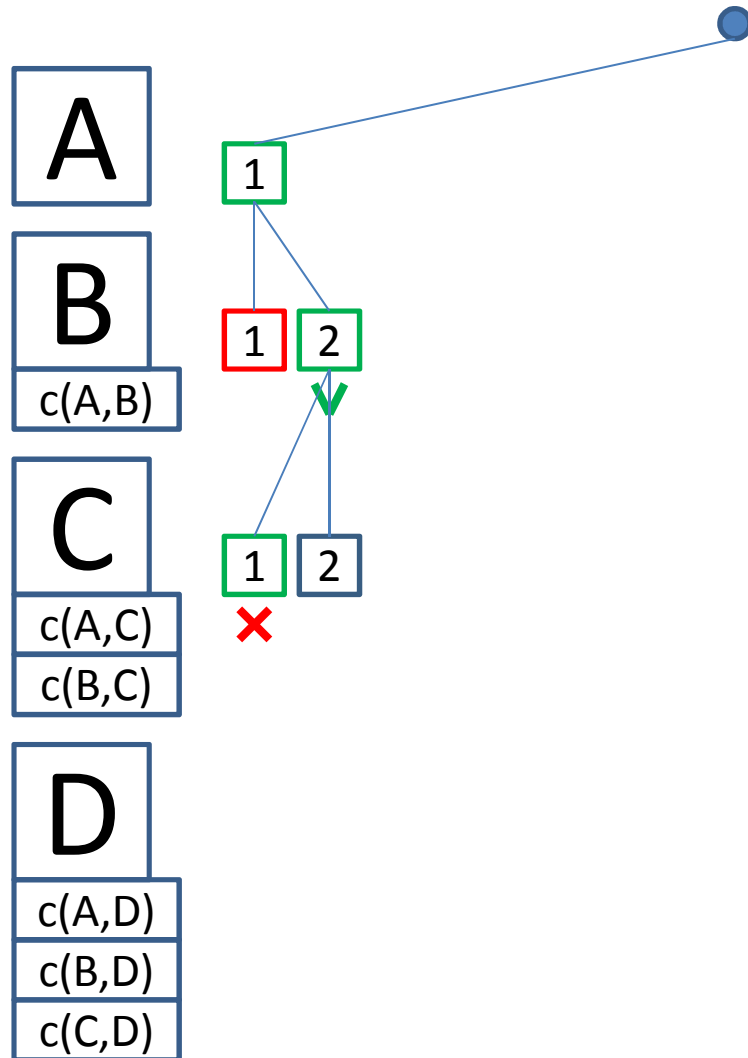 A
1
B
1 2
c(A,B)
C
1 2
c(A,C)
c(B,C)
D
c(A,D)
c(B,D)
c(C,D)